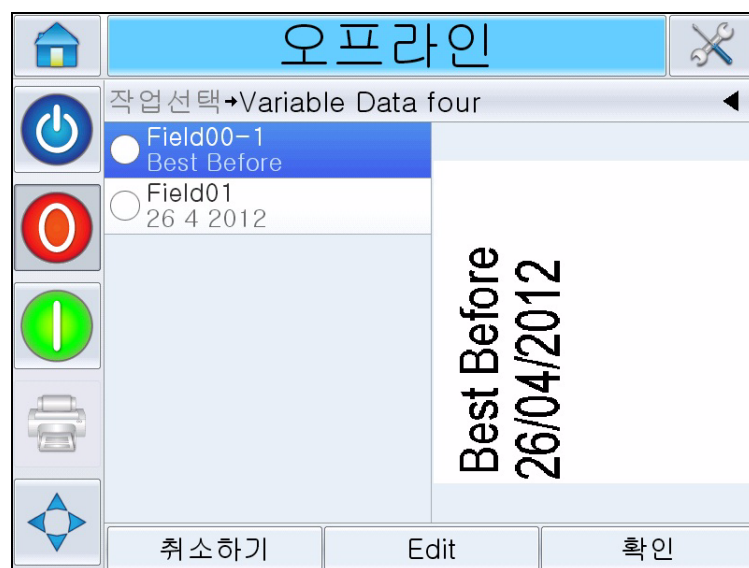 오프라인
작업선택→Variable Data four
Field00-1
Best Before
Field01
26 4 2012
Best Before
26/04/2012
취소하기
Edit
확인